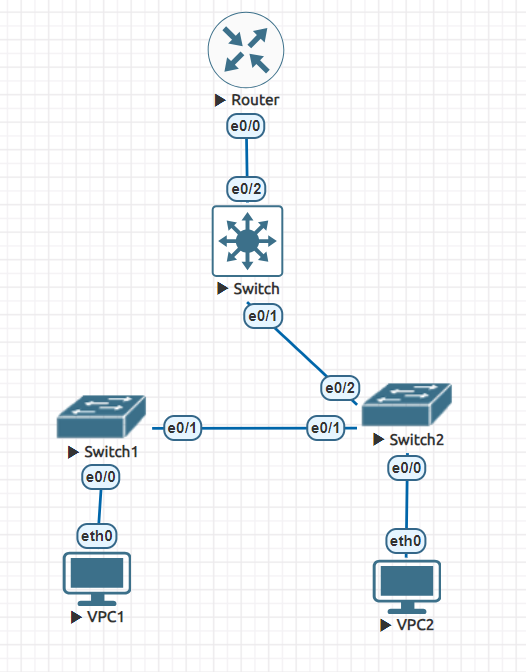 Router
e0/0
e0/2
Switch
e0/1
e0/2
Switch1
e0/1
e0/1
Switch2
e0/0
e0/0
eth0
eth0
VPC1
VPC2